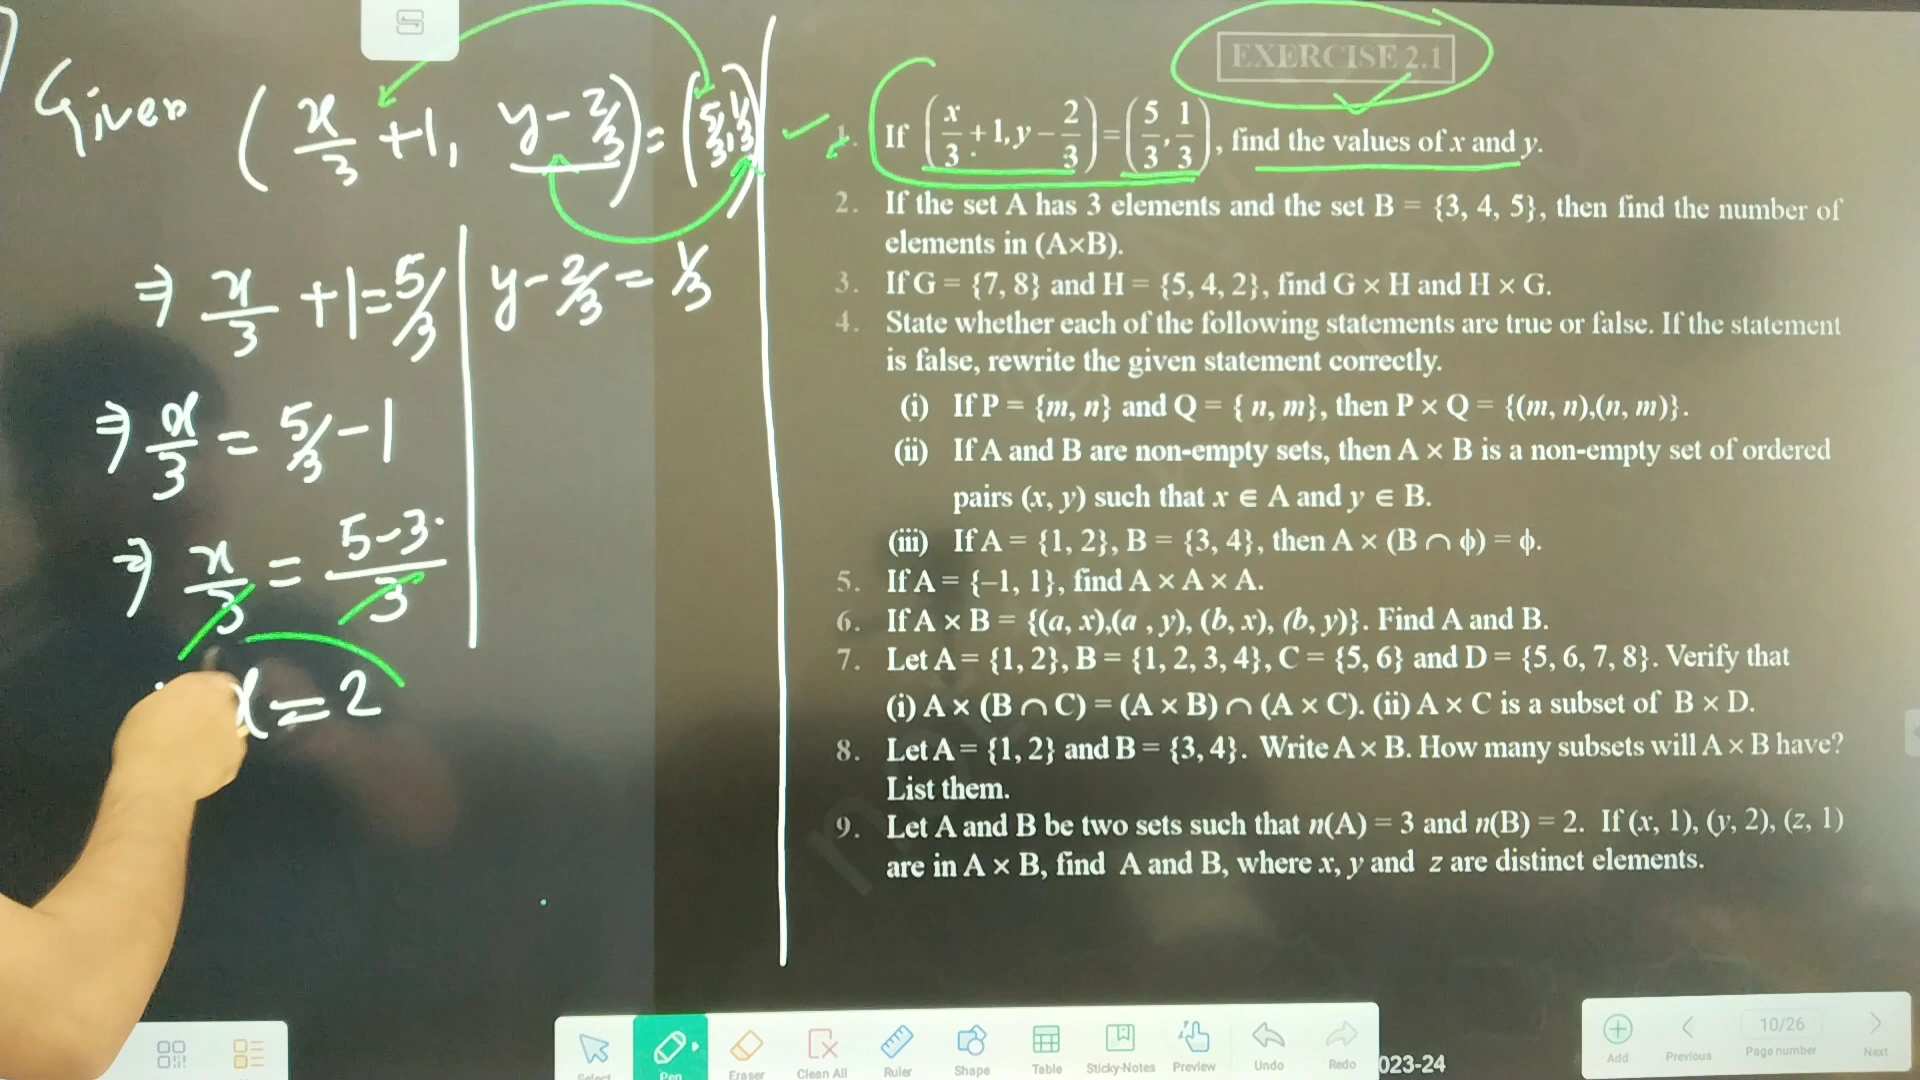 Given (x/3 + 1, y - 2/3) = (5/3, 1/3)
⇒ x/3 + 1 = 5/3 | y - 2/3 = 1/3
⇒ x/3 = 5/3 - 1
⇒ x/3 = (5-3)/3
x = 2
EXERCISE 2.1
1. If (x/3 + 1, y - 2/3) = (5/3, 1/3), find the values of x and y.
2. If the set A has 3 elements and the set B = {3, 4, 5}, then find the number of
elements in (A×B).
3. If G = {7, 8} and H = {5, 4, 2}, find G × H and H × G.
4. State whether each of the following statements are true or false. If the statement
is false, rewrite the given statement correctly.
(i) If P = {m, n} and Q = { n, m}, then P × Q = {(m, n),(n, m)}.
(ii) If A and B are non-empty sets, then A × B is a non-empty set of ordered
pairs (x, y) such that x ∈ A and y ∈ B.
(iii) If A = {1, 2}, B = {3, 4}, then A × (B ∩ ϕ) = ϕ.
5. If A = {–1, 1}, find A × A × A.
6. If A × B = {(a, x),(a , y), (b, x), (b, y)}. Find A and B.
7. Let A = {1, 2}, B = {1, 2, 3, 4}, C = {5, 6} and D = {5, 6, 7, 8}. Verify that
(i) A × (B ∩ C) = (A × B) ∩ (A × C). (ii) A × C is a subset of B × D.
8. Let A = {1, 2} and B = {3, 4}. Write A × B. How many subsets will A × B have?
List them.
9. Let A and B be two sets such that n(A) = 3 and n(B) = 2. If (x, 1), (y, 2), (z, 1)
are in A × B, find A and B, where x, y and z are distinct elements.
Select Pen Eraser Clean All Ruler Shape Table Sticky-Notes Preview Undo Redo
023-24
Add Previous 10/26 Page number Next